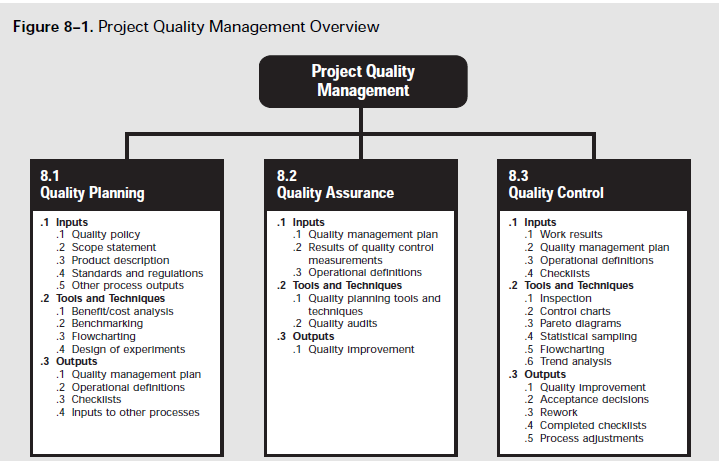 Figure 8–1. Project Quality Management Overview
Project Quality
Management
8.1
Quality Planning
.1 Inputs
.1 Quality policy
.2 Scope statement
.3 Product description
.4 Standards and regulations
.5 Other process outputs
.2 Tools and Techniques
.1 Benefit/cost analysis
.2 Benchmarking
.3 Flowcharting
.4 Design of experiments
.3 Outputs
.1 Quality management plan
.2 Operational definitions
.3 Checklists
.4 Inputs to other processes
8.2
Quality Assurance
.1 Inputs
.1 Quality management plan
.2 Results of quality control
measurements
.3 Operational definitions
.2 Tools and Techniques
.1 Quality planning tools and
techniques
.2 Quality audits
.3 Outputs
.1 Quality improvement
8.3
Quality Control
.1 Inputs
.1 Work results
.2 Quality management plan
.3 Operational definitions
.4 Checklists
.2 Tools and Techniques
.1 Inspection
.2 Control charts
.3 Pareto diagrams
.4 Statistical sampling
.5 Flowcharting
.6 Trend analysis
.3 Outputs
.1 Quality improvement
.2 Acceptance decisions
.3 Rework
.4 Completed checklists
.5 Process adjustments